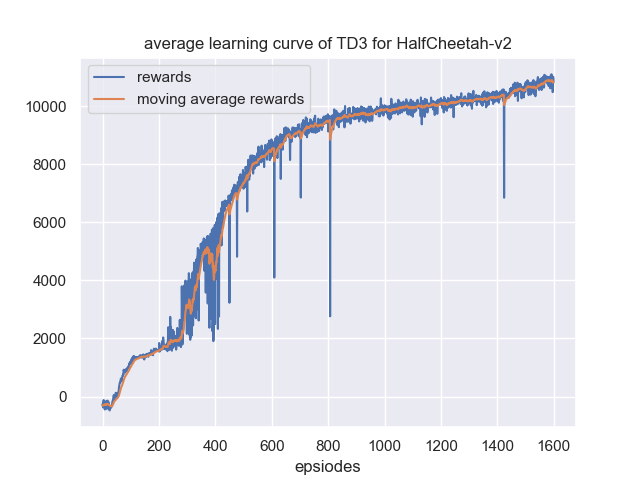 average learning curve of TD3 for HalfCheetah-v2
rewards
moving average rewards
10000
8000
6000
4000
2000
0
0 200 400 600 800 1000 1200 1400 1600
epsiodes